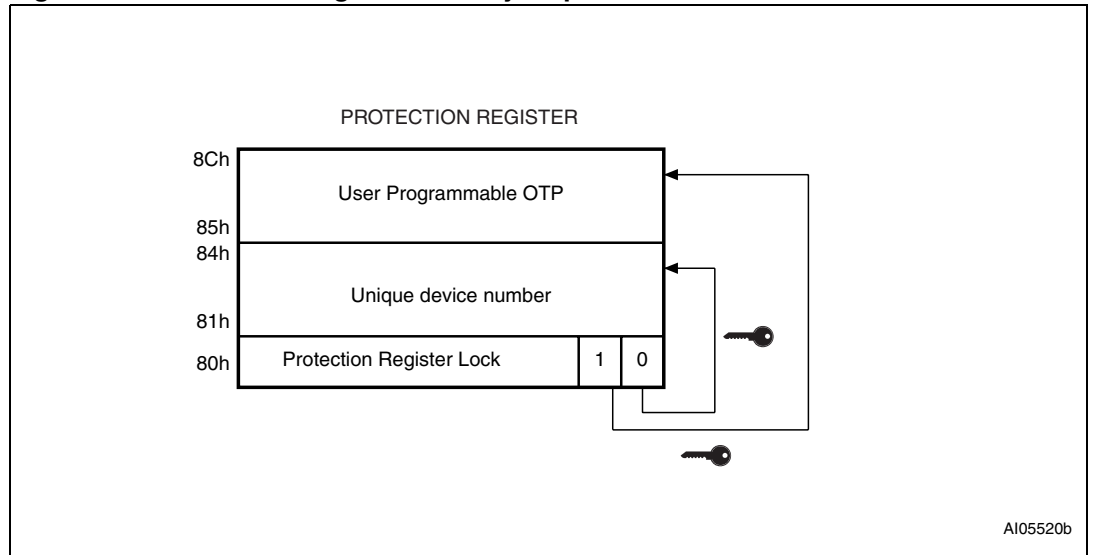 PROTECTION REGISTER
8Ch
User Programmable OTP
85h
84h
Unique device number
81h
80h Protection Register Lock 1 0
AI05520b